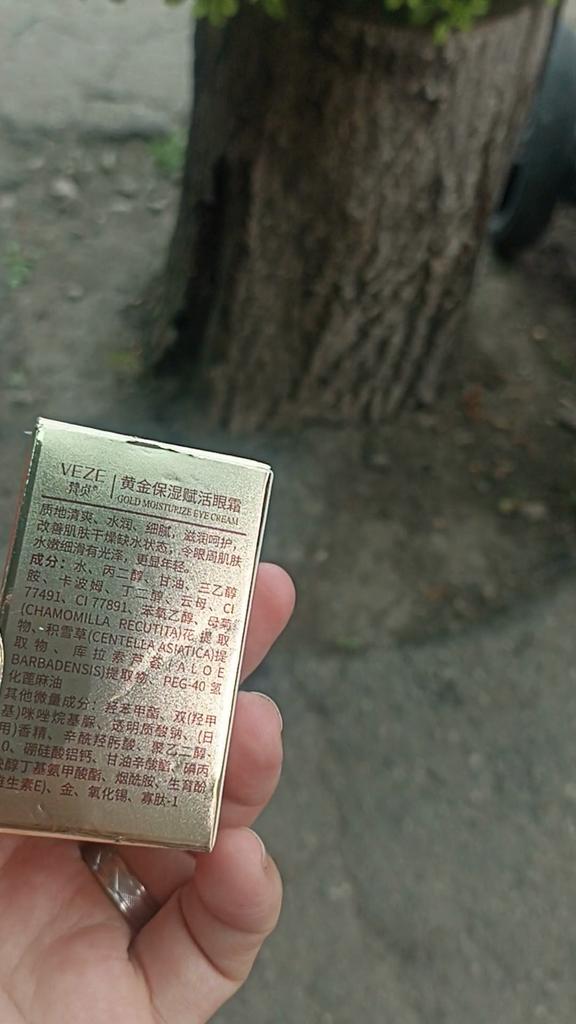 VEZE
梵贞®
黄金保湿赋活眼霜
GOLD MOISTURIZE EYE CREAM
质地清爽、水润、细腻，滋润呵护，
改善肌肤干燥缺水状态，令眼周肌肤
水嫩细滑有光泽，更显年轻。
成分：水、丙二醇、甘油、三乙醇
胺、卡波姆、丁二醇、云母、CI
77491、CI 77891、苯氧乙醇、母菊
(CHAMOMILLA RECUTITA)花提取
物、积雪草(CENTELLA ASIATICA)提
取物、库拉索芦荟(ALOE
BARBADENSIS)提取物、PEG-40 氢
化蓖麻油
其他微量成分：羟苯甲酯、双(羟甲
基)咪唑烷基脲、透明质酸钠、(日
用)香精、辛酰羟肟酸、聚乙二醇-
0、硼硅酸铝钙、甘油辛酸酯、碘丙
炔醇丁基氨甲酸酯、烟酰胺、生育酚
维生素E)、金、氧化锡、寡肽-1